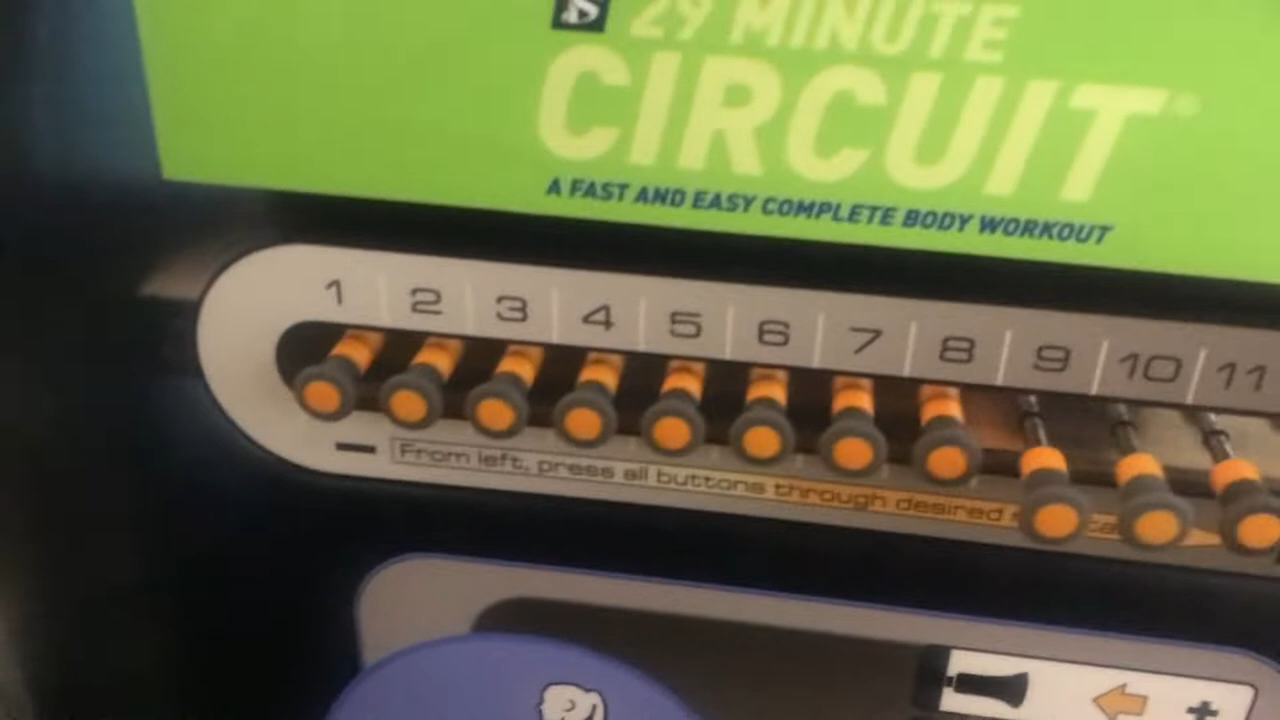 29 MINUTE
CIRCUIT®
A FAST AND EASY COMPLETE BODY WORKOUT
1 2 3 4 5 6 7 8 9 10 11
From left, press all buttons through desired
+